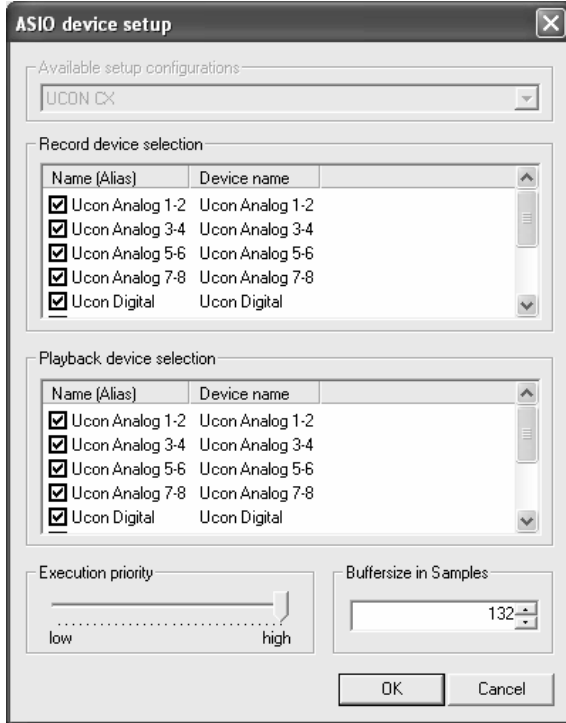 ASIO device setup
Available setup configurations
UCON CX
Record device selection
Name (Alias) Device name
Ucon Analog 1-2 Ucon Analog 1-2
Ucon Analog 3-4 Ucon Analog 3-4
Ucon Analog 5-6 Ucon Analog 5-6
Ucon Analog 7-8 Ucon Analog 7-8
Ucon Digital Ucon Digital
Playback device selection
Name (Alias) Device name
Ucon Analog 1-2 Ucon Analog 1-2
Ucon Analog 3-4 Ucon Analog 3-4
Ucon Analog 5-6 Ucon Analog 5-6
Ucon Analog 7-8 Ucon Analog 7-8
Ucon Digital Ucon Digital
Execution priority
low high
Buffersize in Samples
132
OK Cancel